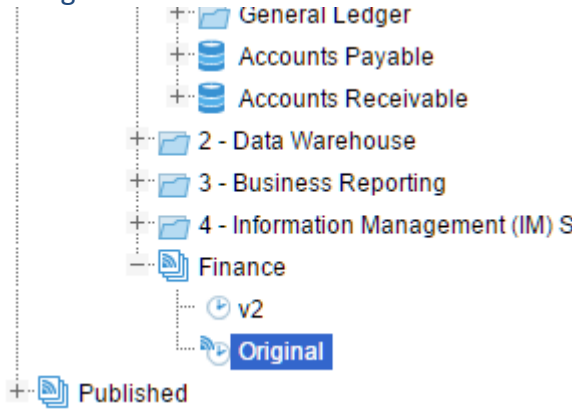 General Ledger
Accounts Payable
Accounts Receivable
2 - Data Warehouse
3 - Business Reporting
4 - Information Management (IM) S
Finance
v2
Original
Published